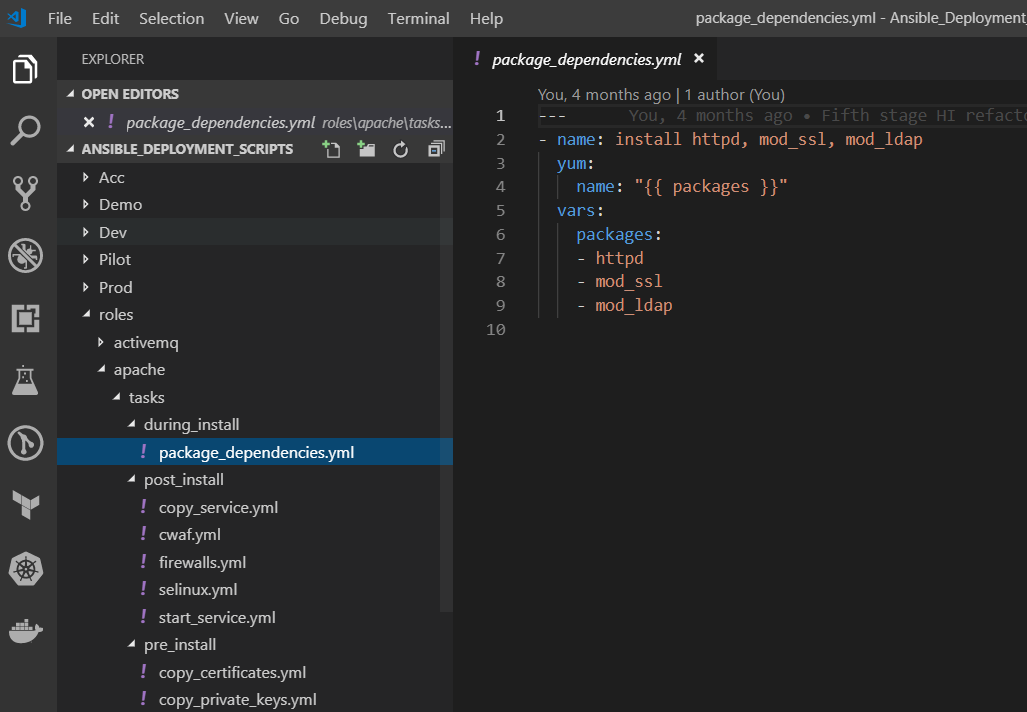 File Edit Selection View Go Debug Terminal Help package_dependencies.yml - Ansible_Deployment_
EXPLORER
OPEN EDITORS
! package_dependencies.yml roles\apache\tasks...
ANSIBLE_DEPLOYMENT_SCRIPTS
Acc
Demo
Dev
Pilot
Prod
roles
activemq
apache
tasks
during_install
! package_dependencies.yml
post_install
! copy_service.yml
! cwaf.yml
! firewalls.yml
! selinux.yml
! start_service.yml
pre_install
! copy_certificates.yml
! copy_private_keys.yml
! package_dependencies.yml ×
You, 4 months ago | 1 author (You)
1 --- You, 4 months ago • Fifth stage HI refacto
2 - name: install httpd, mod_ssl, mod_ldap
3 yum:
4 name: "{{ packages }}"
5 vars:
6 packages:
7 - httpd
8 - mod_ssl
9 - mod_ldap
10